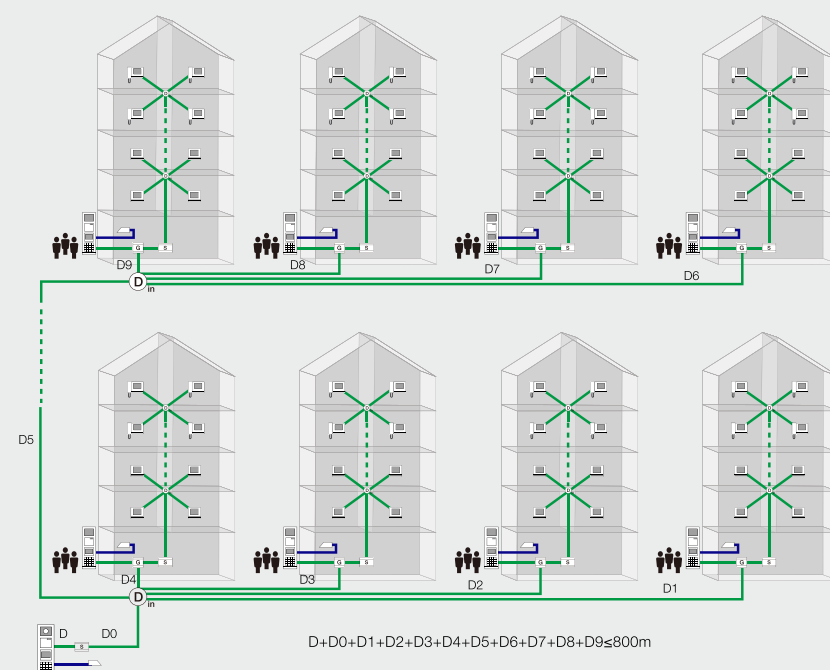 D D D D
D D D D
G S G S G S G S
D9 D8 D7 D6
D
in
D D D D
D5
D D D D
G S G S G S G S
D4 D3 D2 D1
D
in
D D0
S
D+D0+D1+D2+D3+D4+D5+D6+D7+D8+D9≤800m